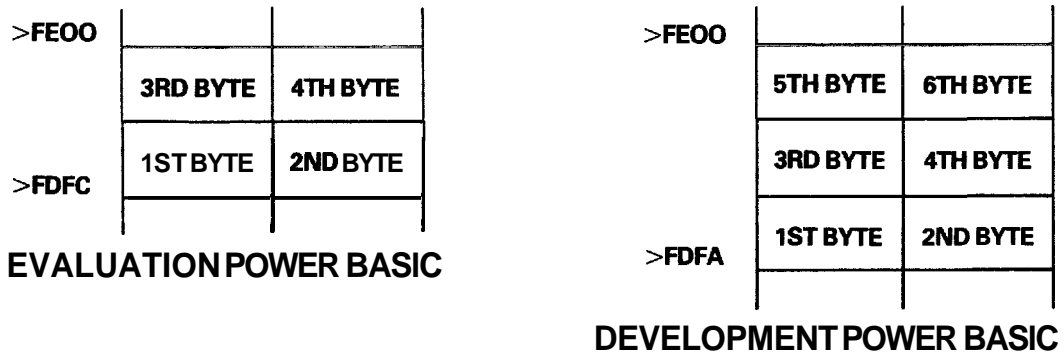 >FE00
3RD BYTE 4TH BYTE
1ST BYTE 2ND BYTE
>FDFC
EVALUATION POWER BASIC
>FE00
5TH BYTE 6TH BYTE
3RD BYTE 4TH BYTE
1ST BYTE 2ND BYTE
>FDFA
DEVELOPMENT POWER BASIC